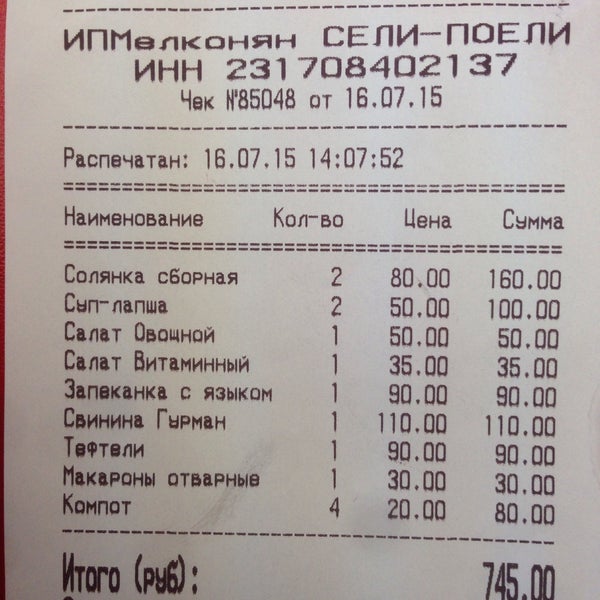 ИПМелконян СЕЛИ-ПОЕЛИ
ИНН 231708402137
Чек №85048 от 16.07.15
Распечатан: 16.07.15 14:07:52
Наименование Кол-во Цена Сумма
Солянка сборная 2 80.00 160.00
Суп-лапша 2 50.00 100.00
Салат Овощной 1 50.00 50.00
Салат Витаминный 1 35.00 35.00
Запеканка с языком 1 90.00 90.00
Свинина Гурман 1 110.00 110.00
Тефтели 1 90.00 90.00
Макароны отварные 1 30.00 30.00
Компот 4 20.00 80.00
Итого (руб): 745.00